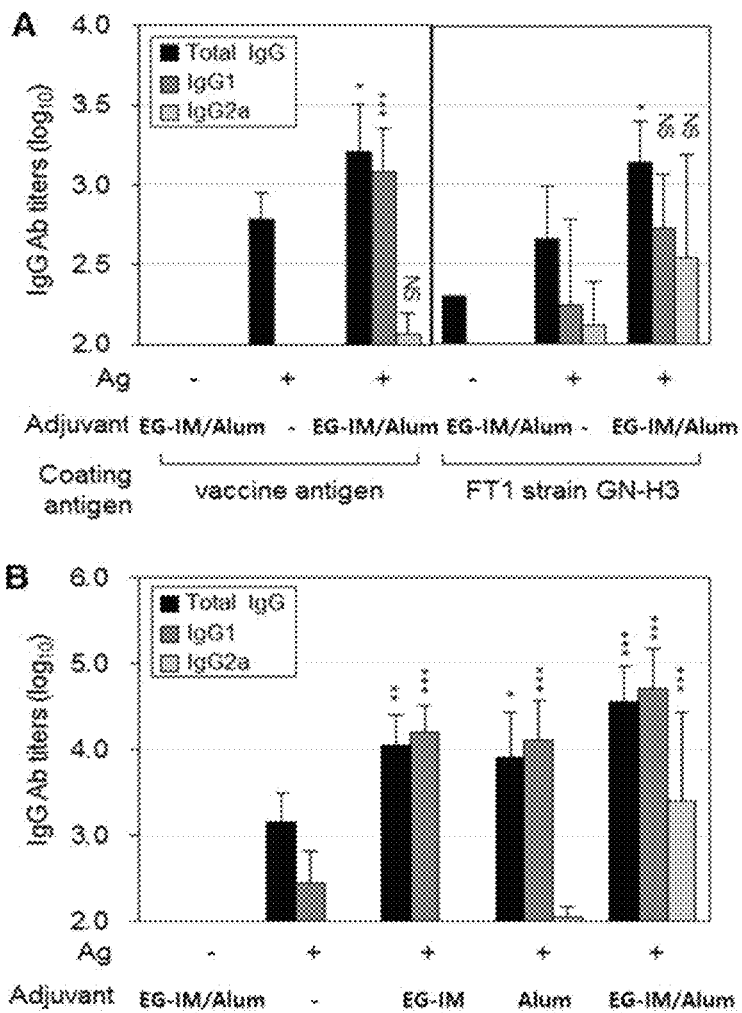 A
4.0
3.5
3.0
2.5
2.0
IgG Ab titers (log10)
Total IgG
IgG1
IgG2a
*
***
NS
*
NS
NS
Ag - + + - + +
Adjuvant EG-IM/Alum - EG-IM/Alum EG-IM/Alum - EG-IM/Alum
Coating antigen
vaccine antigen
FT1 strain GN-H3
B
6.0
5.0
4.0
3.0
2.0
IgG Ab titers (log10)
Total IgG
IgG1
IgG2a
**
***
*
***
***
***
***
Ag - + + + +
Adjuvant EG-IM/Alum - EG-IM Alum EG-IM/Alum